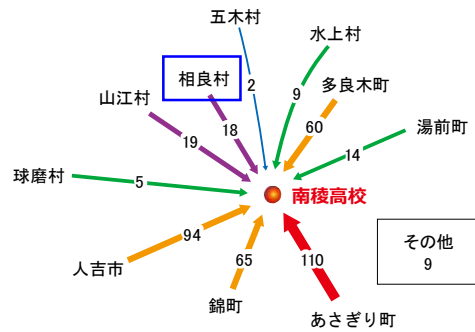 五木村
水上村
相良村
2
9
多良木町
山江村
18
60
湯前町
19
14
球磨村
5
南稜高校
94
65
110
その他
9
人吉市
錦町
あさぎり町